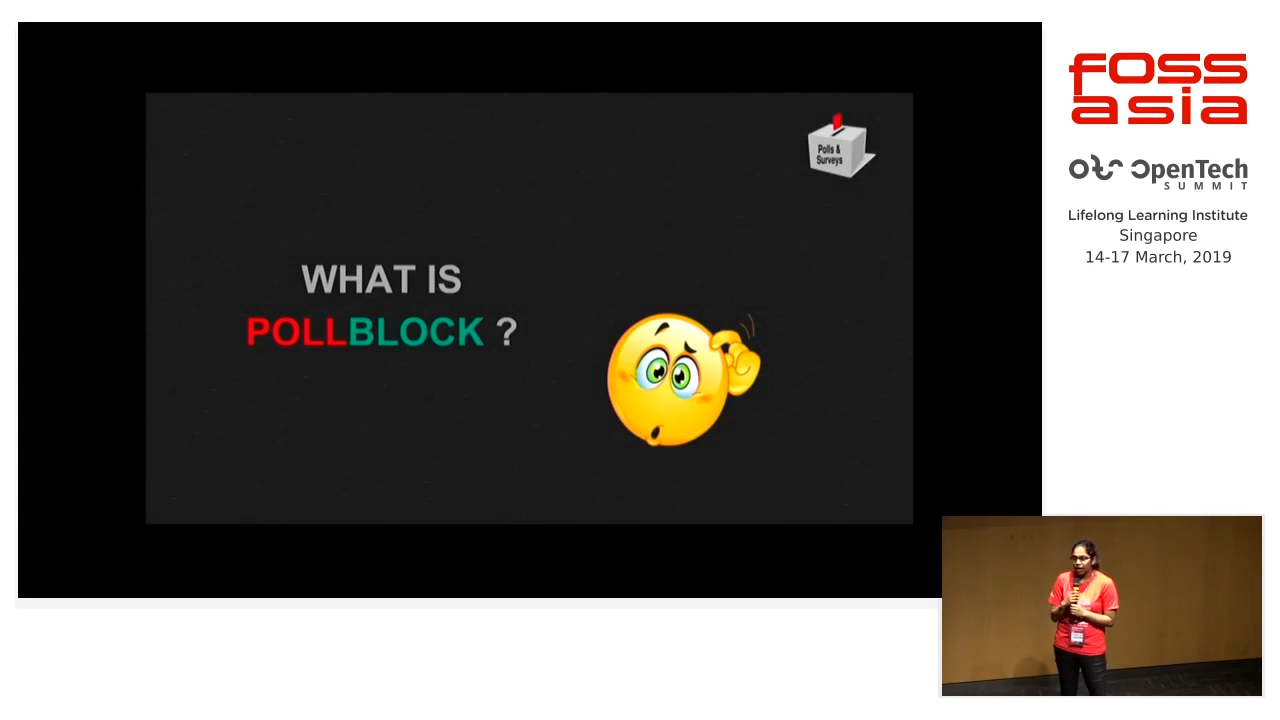 Polls &
Surveys
WHAT IS
POLLBLOCK ?
fOSS
asia
OpenTech
SUMMIT
Lifelong Learning Institute
Singapore
14-17 March, 2019